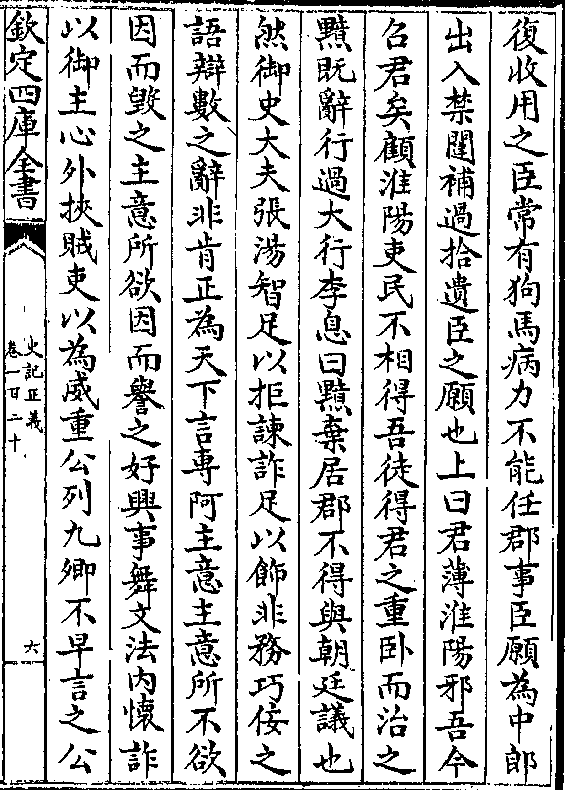 復收用之臣常有狗馬病力不能任郡事臣願為中郎
出入禁闥補過拾遺臣之願也上曰君薄淮陽邪吾今
召君矣顧淮陽吏民不相得吾徒得君之重卧而治之
黯既辭行過大行李息曰黯棄居郡不得與朝廷議也
然御史大夫張湯智足以拒諫詐足以飾非務巧佞之
語辯數之辭非肯正為天下言專阿主意主意所不欲
因而毀之主意所欲因而譽之好興事舞文法内懷詐
以御主心外挾賊吏以為威重公列九卿不早言之公
欽定四庫全書
史記正義
卷一百二十
六